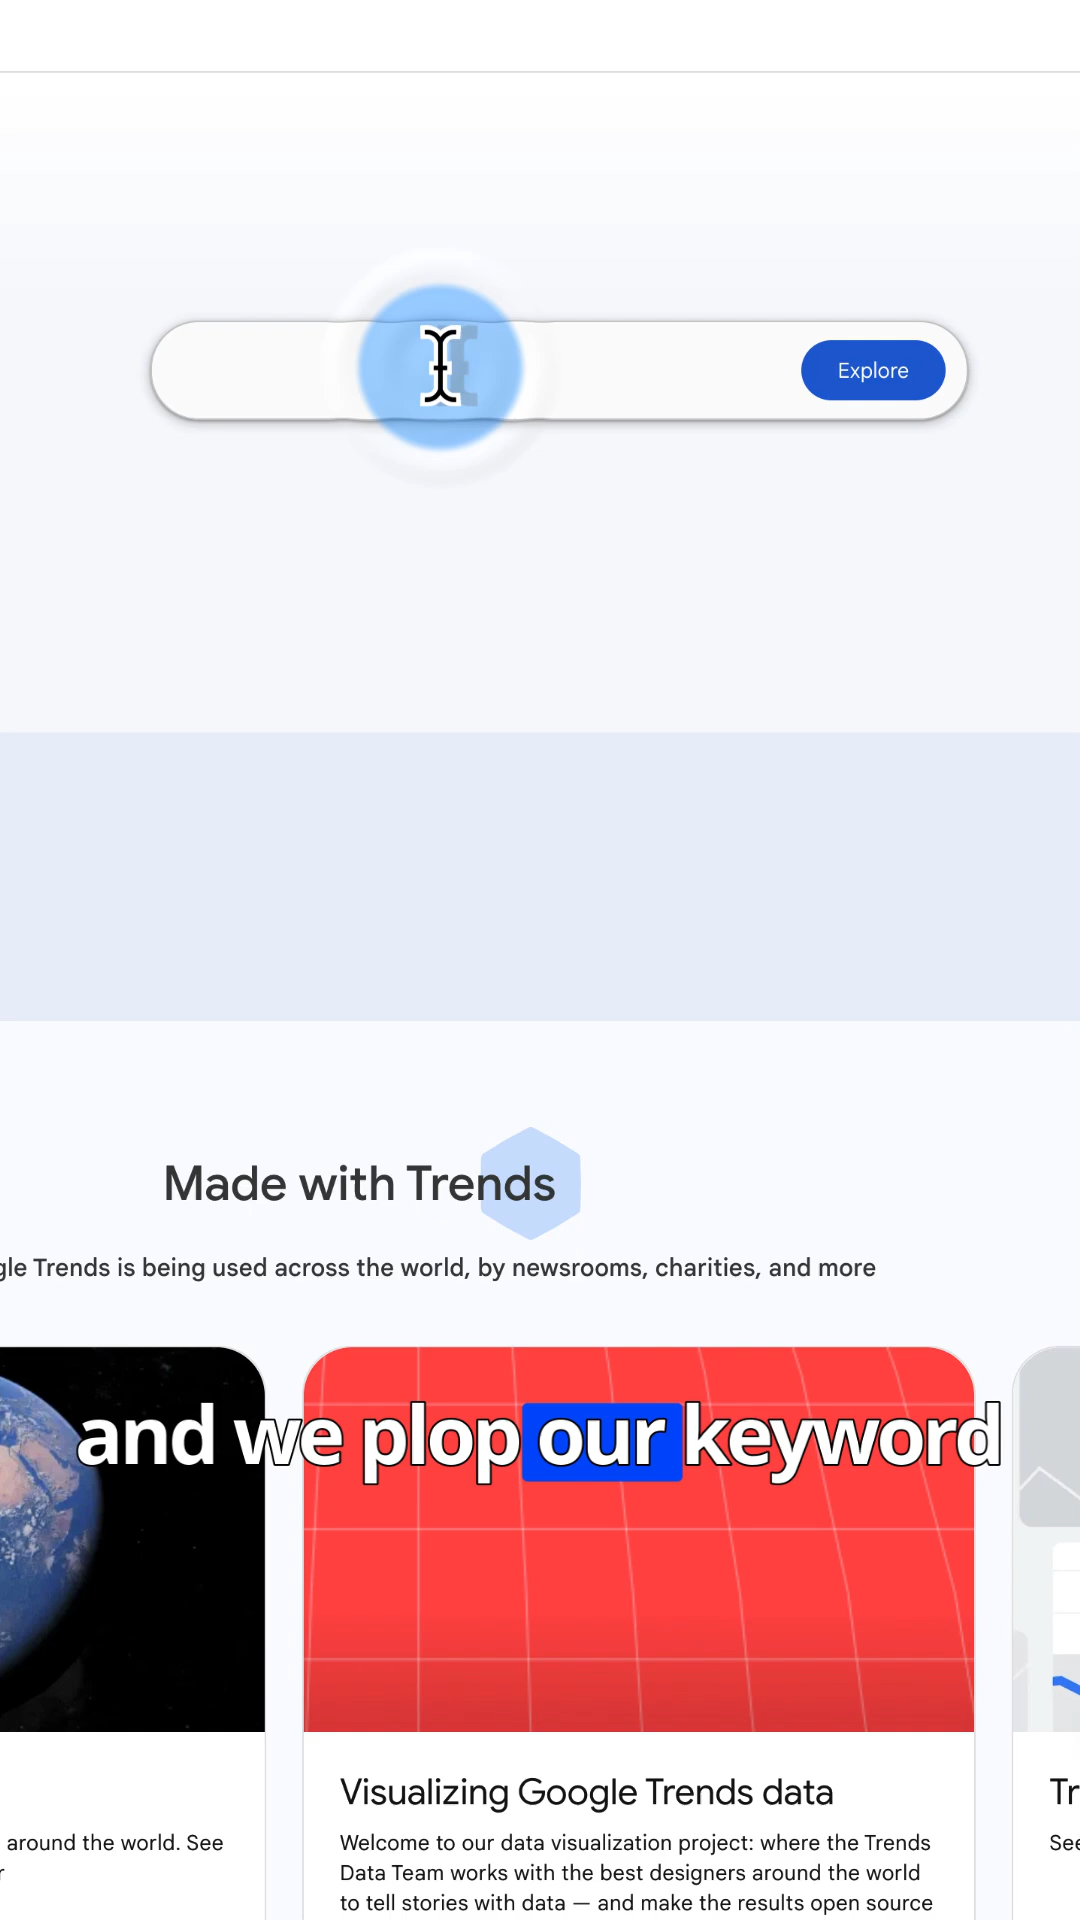 Explore
Made with Trends
gle Trends is being used across the world, by newsrooms, charities, and more
and we plop our keyword
Visualizing Google Trends data
Welcome to our data visualization project: where the Trends
Data Team works with the best designers around the world
to tell stories with data — and make the results open source
around the world. See
r
Tr
See